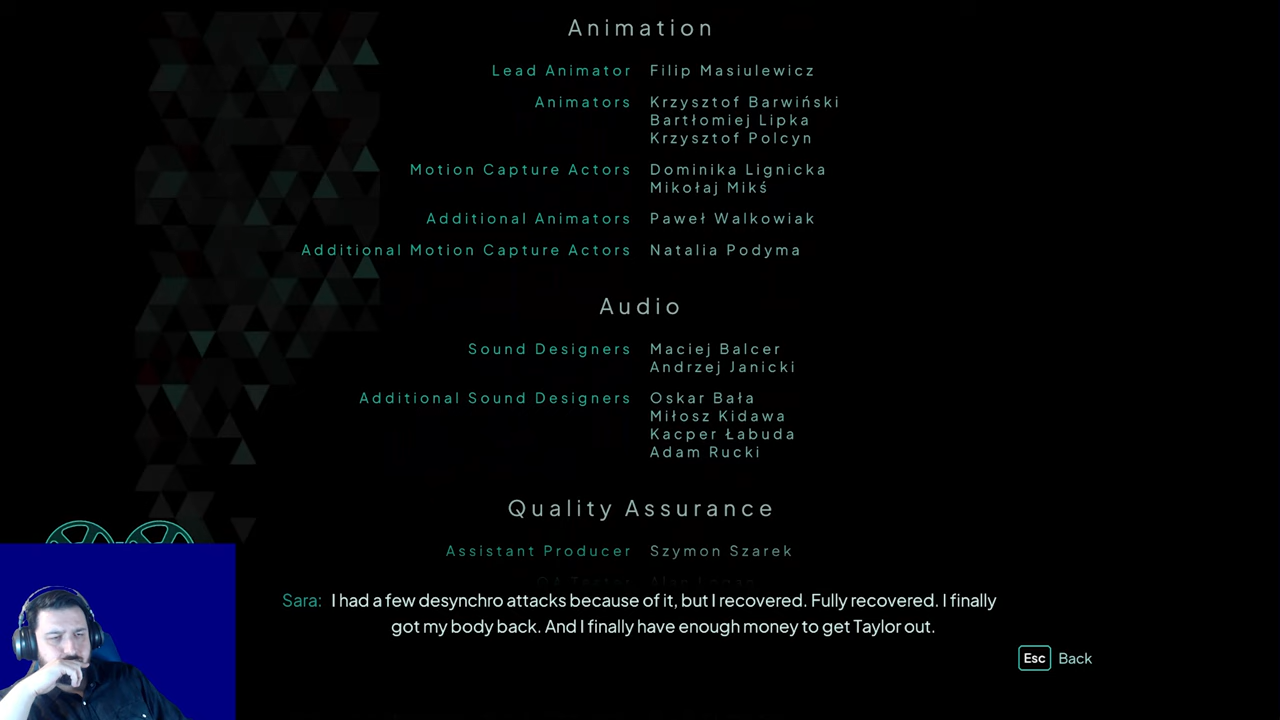 Animation
Lead Animator Filip Masiulewicz
Animators Krzysztof Barwiński
Bartłomiej Lipka
Krzysztof Polcyn
Motion Capture Actors Dominika Lignicka
Mikołaj Mikś
Additional Animators Paweł Walkowiak
Additional Motion Capture Actors Natalia Podyma
Audio
Sound Designers Maciej Balcer
Andrzej Janicki
Additional Sound Designers Oskar Bała
Miłosz Kidawa
Kacper Łabuda
Adam Rucki
Quality Assurance
Assistant Producer Szymon Szarek
Sara: I had a few desynchro attacks because of it, but I recovered. Fully recovered. I finally
got my body back. And I finally have enough money to get Taylor out.
Esc Back